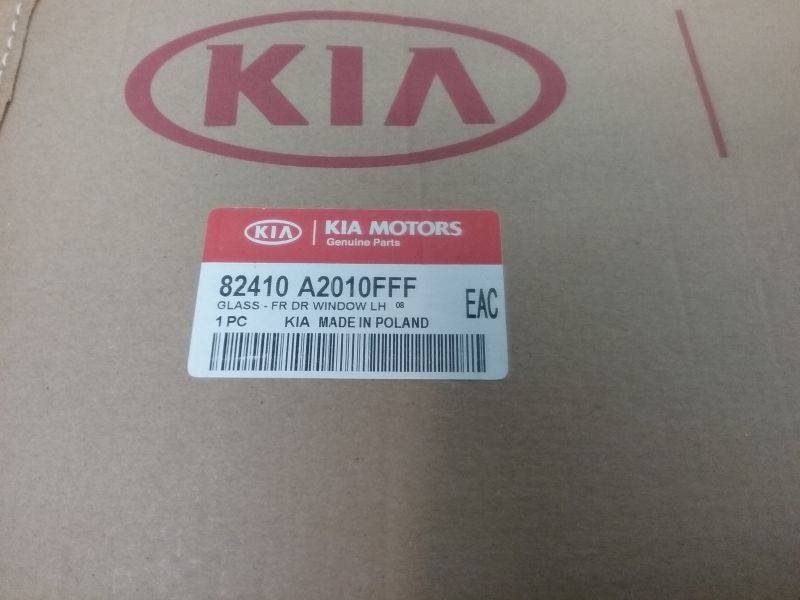 KIA
KIA | KIA MOTORS
Genuine Parts
82410 A2010FFF
GLASS - FR DR WINDOW LH 08
EAC
1 PC KIA MADE IN POLAND